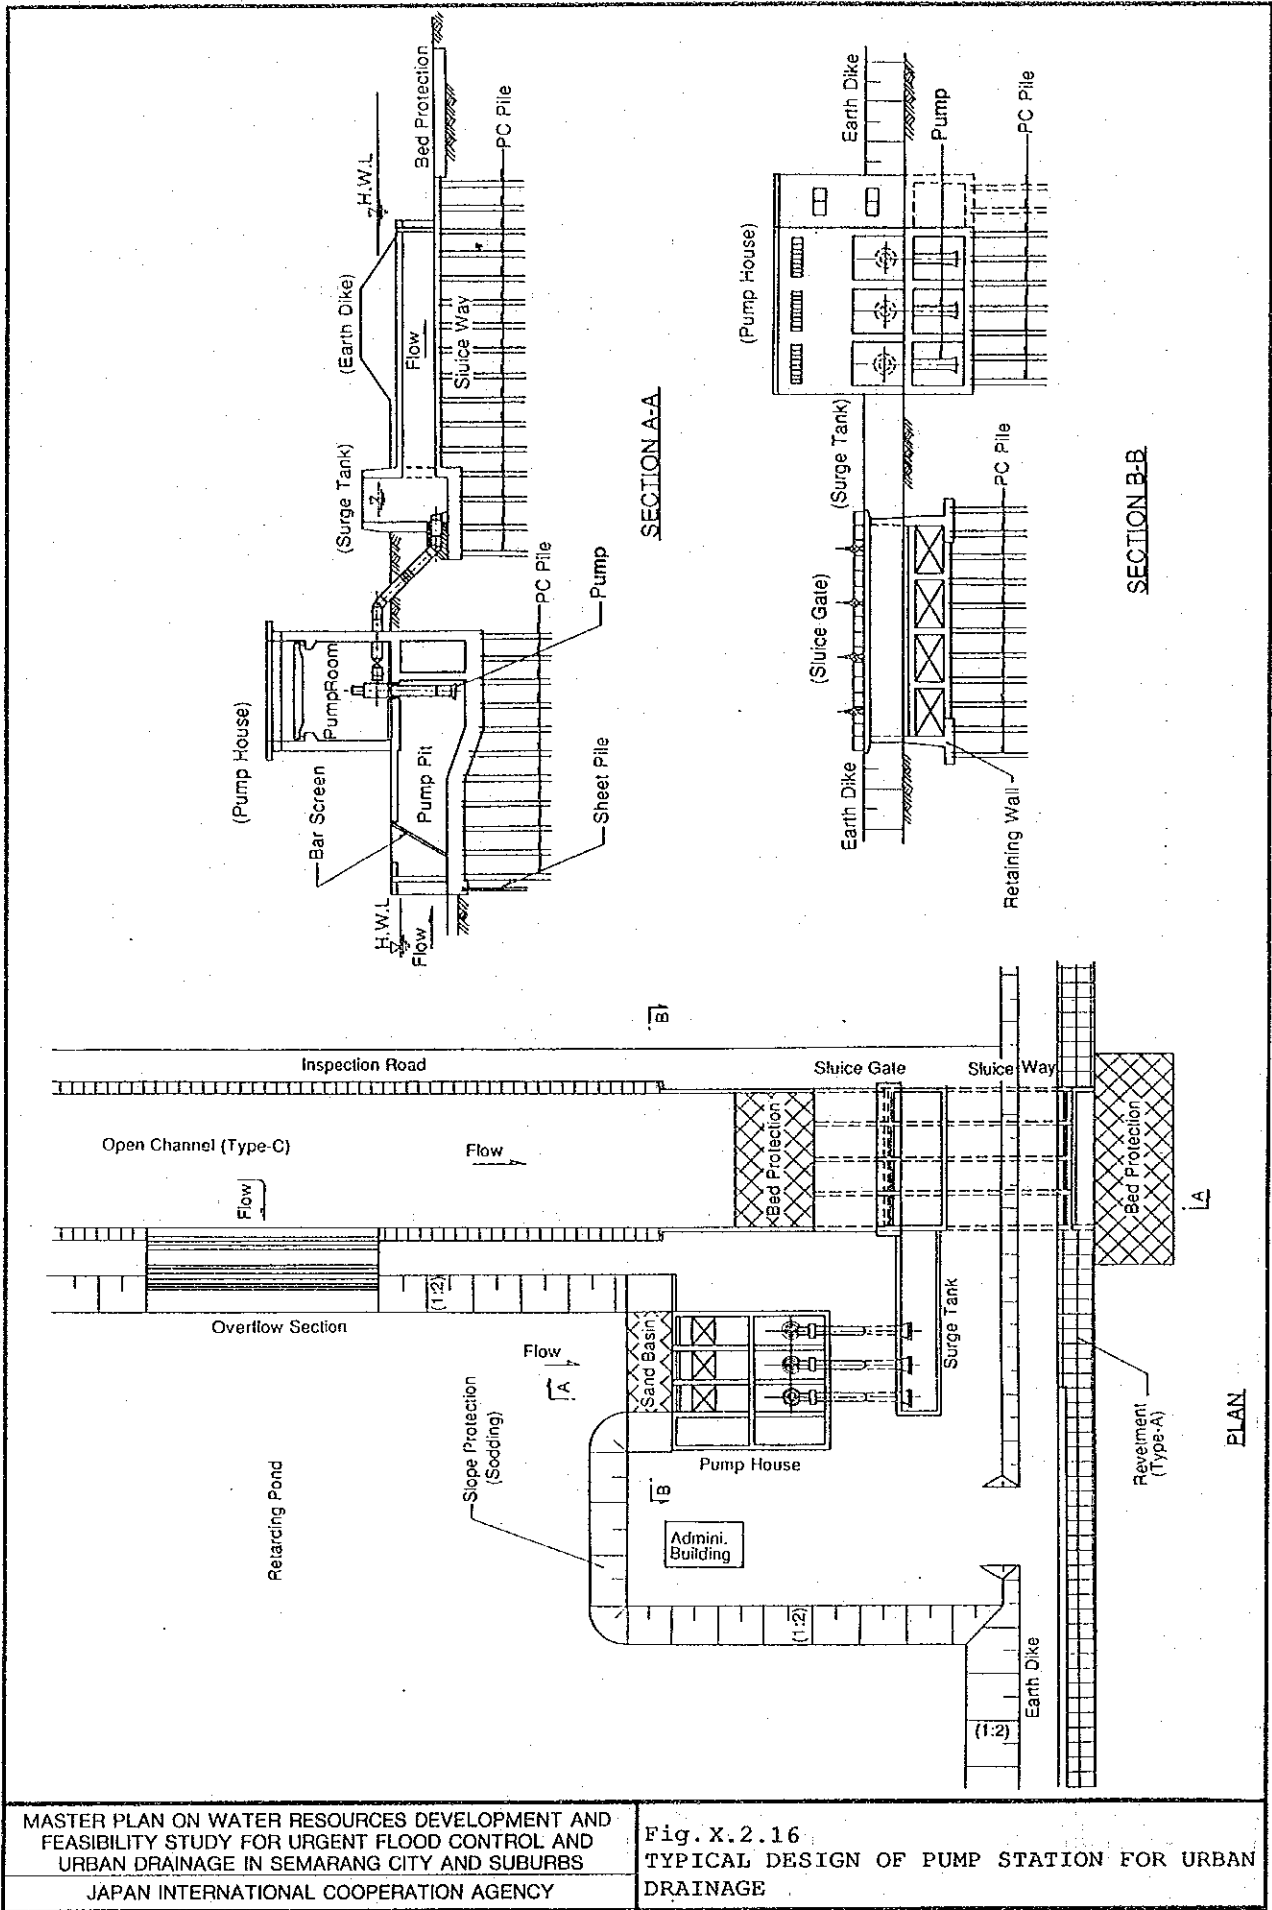 (Pump House)
Bar Screen
PumpRoom
Pump Pit
H.W.L
Flow
(Surge Tank)
(Earth Dike)
H.W.L
Flow
Sluice Way
Bed Protection
PC Pile
PC Pile
Pump
Sheet Pile
SECTION A-A
(Pump House)
Earth Dike
(Surge Tank)
(Sluice Gate)
Earth Dike
Pump
PC Pile
PC Pile
Retaining Wall
SECTION B-B
Inspection Road
B
Sluice Gate
Sluice Way
Open Channel (Type-C)
Flow
Flow
Bed Protection
Bed Protection
A
(1:2)
Overflow Section
Flow
A
Sand Basin
Surge Tank
Slope Protection
(Sodding)
Pump House
B
Revetment
(Type-A)
Retarding Pond
Admini.
Building
(1:2)
Earth Dike
(1:2)
PLAN
MASTER PLAN ON WATER RESOURCES DEVELOPMENT AND
FEASIBILITY STUDY FOR URGENT FLOOD CONTROL AND
URBAN DRAINAGE IN SEMARANG CITY AND SUBURBS
JAPAN INTERNATIONAL COOPERATION AGENCY
Fig.X.2.16
TYPICAL DESIGN OF PUMP STATION FOR URBAN
DRAINAGE